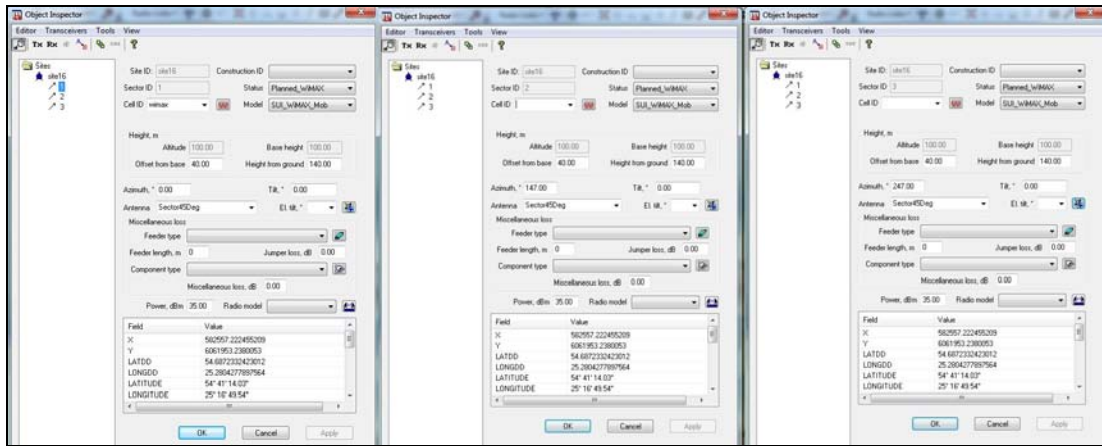 Object Inspector
Editor Transceivers Tools View
Tx Rx
Sites
site16
1
2
3
Site ID: site16 Construction ID
Sector ID 1 Status Planned_WiMAX
Cell ID wimax Model SUI_WiMAX_Mob
Height, m
Altitude 100.00 Base height 100.00
Offset from base 40.00 Height from ground 140.00
Azimuth, ° 0.00 Tilt, ° 0.00
Antenna Sector45Deg El. tilt, °
Miscellaneous loss
Feeder type
Feeder length, m 0 Jumper loss, dB 0.00
Component type
Miscellaneous loss, dB 0.00
Power, dBm 35.00 Radio model
Field Value
X 582557.222455209
Y 6061953.2380053
LATDD 54.6872332423012
LONGDD 25.2804277897564
LATITUDE 54° 41' 14.03"
LONGITUDE 25° 16' 49.54"
OK Cancel Apply
Object Inspector
Editor Transceivers Tools View
Tx Rx
Sites
site16
1
2
3
Site ID: site16 Construction ID
Sector ID 2 Status Planned_WiMAX
Cell ID Model SUI_WiMAX_Mob
Height, m
Altitude 100.00 Base height 100.00
Offset from base 40.00 Height from ground 140.00
Azimuth, ° 147.00 Tilt, ° 0.00
Antenna Sector45Deg El. tilt, °
Miscellaneous loss
Feeder type
Feeder length, m 0 Jumper loss, dB 0.00
Component type
Miscellaneous loss, dB 0.00
Power, dBm 35.00 Radio model
Field Value
X 582557.222455209
Y 6061953.2380053
LATDD 54.6872332423012
LONGDD 25.2804277897564
LATITUDE 54° 41' 14.03"
LONGITUDE 25° 16' 49.54"
OK Cancel Apply
Object Inspector
Editor Transceivers Tools View
Tx Rx
Sites
site16
1
2
3
Site ID: site16 Construction ID
Sector ID 3 Status Planned_WiMAX
Cell ID Model SUI_WiMAX_Mob
Height, m
Altitude 100.00 Base height 100.00
Offset from base 40.00 Height from ground 140.00
Azimuth, ° 247.00 Tilt, ° 0.00
Antenna Sector45Deg El. tilt, °
Miscellaneous loss
Feeder type
Feeder length, m 0 Jumper loss, dB 0.00
Component type
Miscellaneous loss, dB 0.00
Power, dBm 35.00 Radio model
Field Value
X 582557.222455209
Y 6061953.2380053
LATDD 54.6872332423012
LONGDD 25.2804277897564
LATITUDE 54° 41' 14.03"
LONGITUDE 25° 16' 49.54"
OK Cancel Apply